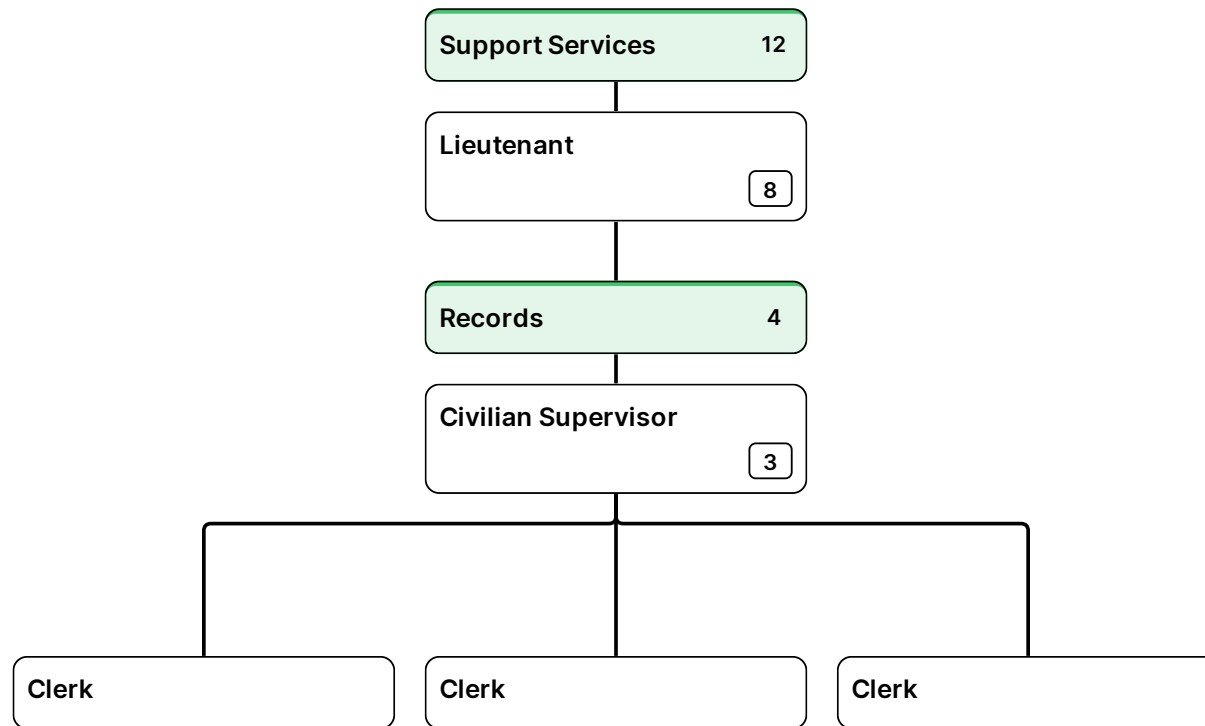 Support Services 12
Lieutenant
8
Records 4
Civilian Supervisor
3
Clerk Clerk Clerk